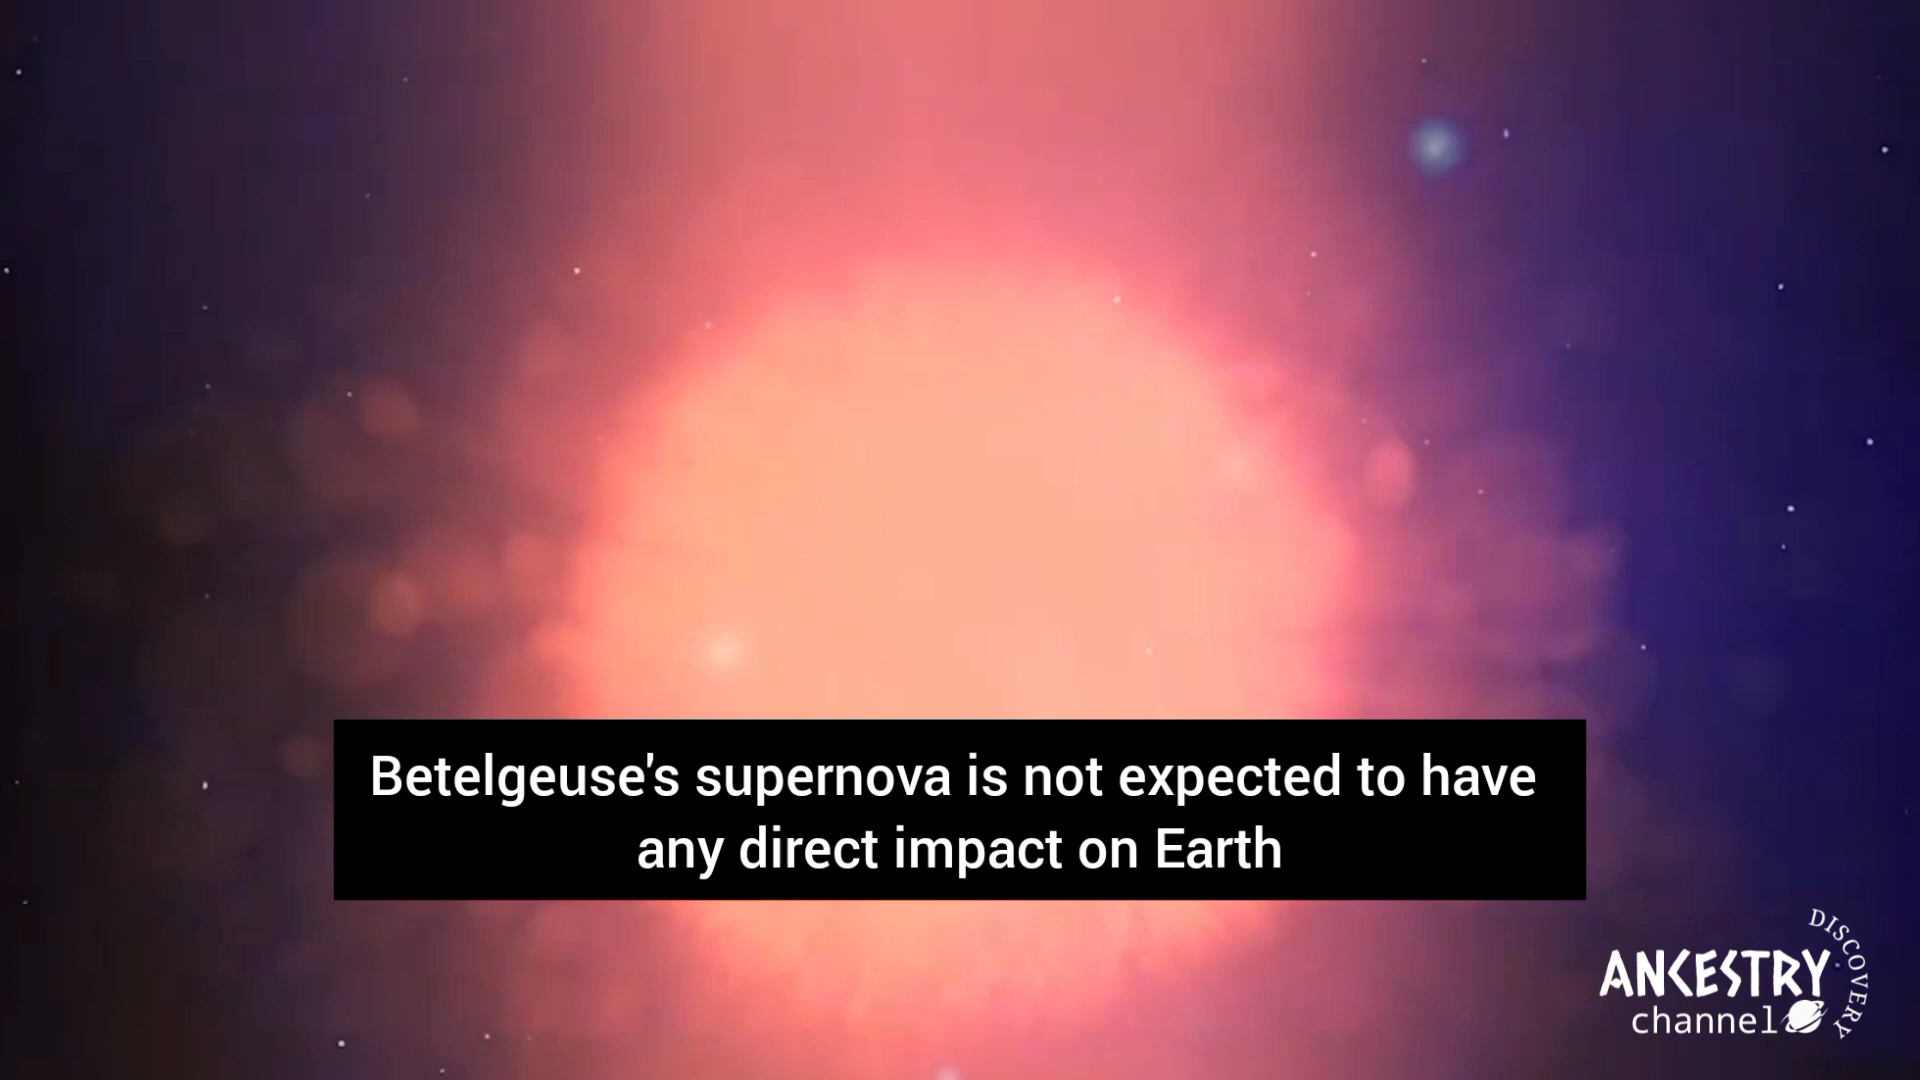 Betelgeuse's supernova is not expected to have
any direct impact on Earth
DISCOVERY
ANCESTRY
channel